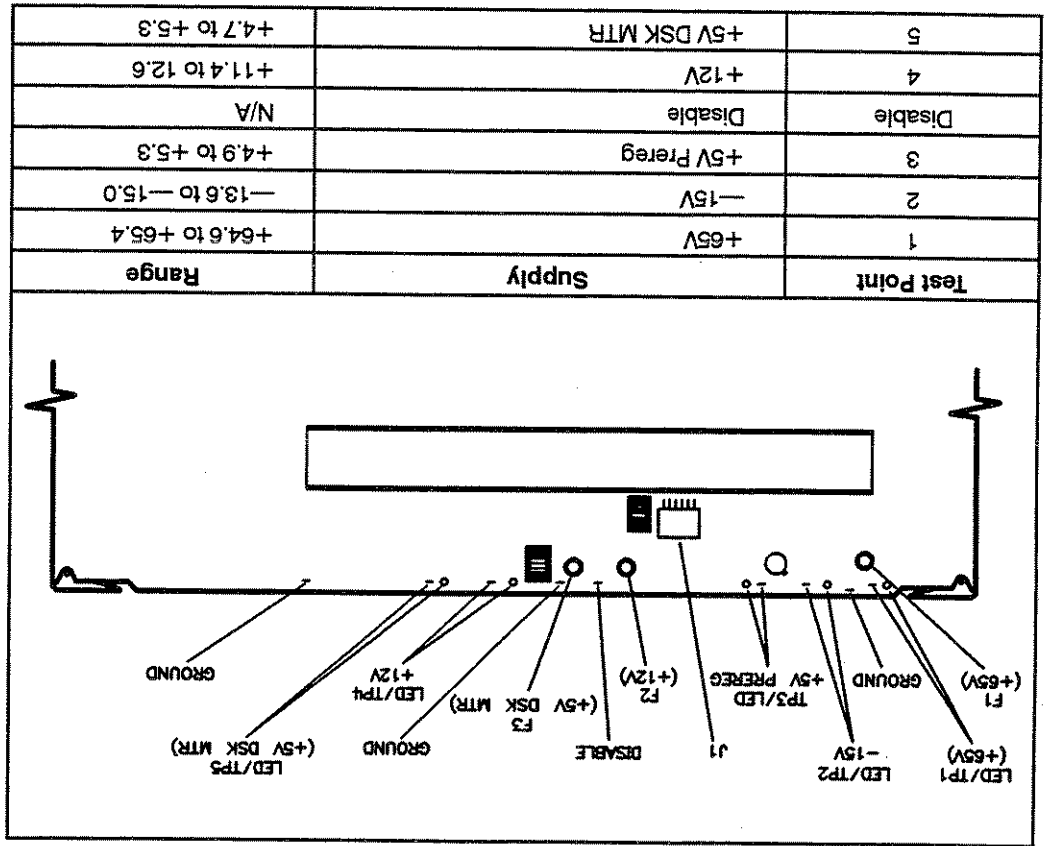 LED/TP1
(+65V)
LED/TP2
-15V
J1
DISABLE
GROUND
LED/TP5
(+5V DSK MTR)
F1
(+65V)
GROUND
TP3/LED
+5V PREREG
F2
(+12V)
F3
(+5V DSK MTR)
LED/TP4
+12V
GROUND
Test Point Supply Range
1 +65V +64.6 to +65.4
2 —15V —13.6 to —15.0
3 +5V Prereg +4.9 to +5.3
Disable Disable N/A
4 +12V +11.4 to 12.6
5 +5V DSK MTR +4.7 to +5.3